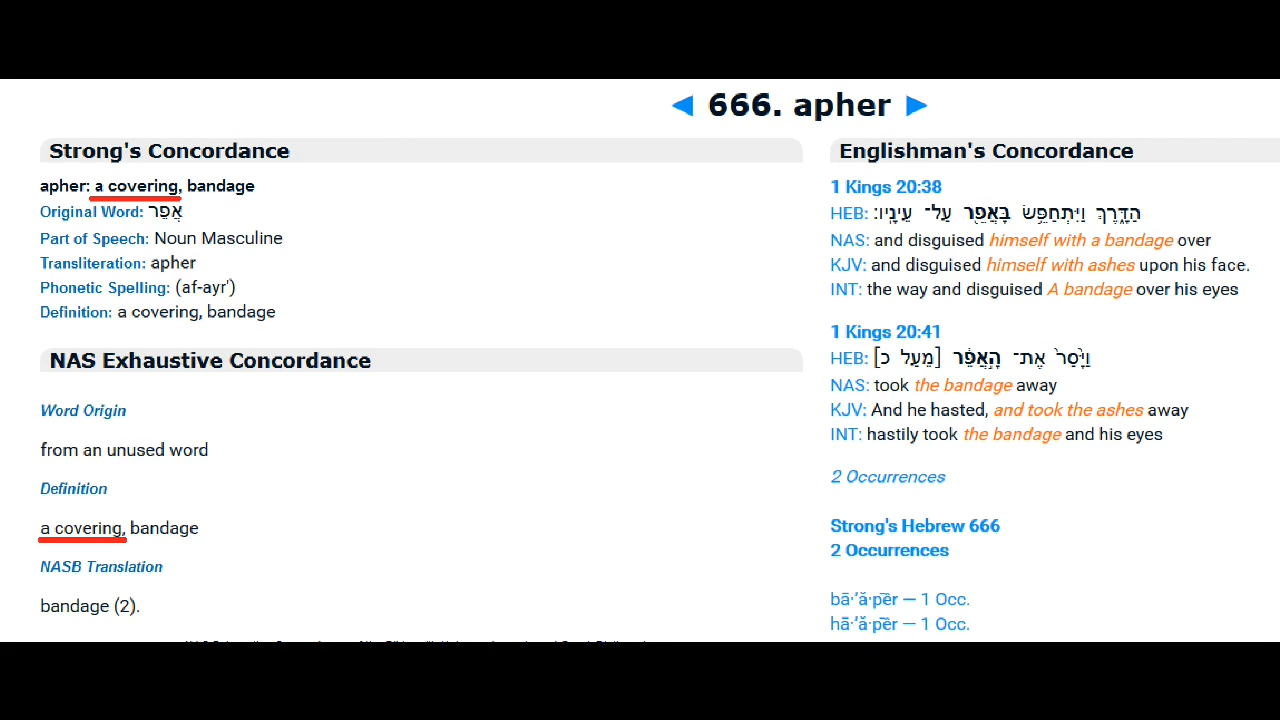 ◄ 666. apher ►
Strong's Concordance
apher: a covering, bandage
Original Word: אֲפֵר
Part of Speech: Noun Masculine
Transliteration: apher
Phonetic Spelling: (af-ayr')
Definition: a covering, bandage
NAS Exhaustive Concordance
Word Origin
from an unused word
Definition
a covering, bandage
NASB Translation
bandage (2).
Englishman's Concordance
1 Kings 20:38
HEB: הַדָּ֑רֶךְ וַיִּתְחַפֵּ֥שׂ בָּאֲפֵ֖ר עַל־ עֵינָֽיו׃
NAS: and disguised himself with a bandage over
KJV: and disguised himself with ashes upon his face.
INT: the way and disguised A bandage over his eyes
1 Kings 20:41
HEB: וַיָּ֙סַר֙ אֶת־ הָ֣אֲפֵ֔ר [מֵעַל כ]
NAS: took the bandage away
KJV: And he hasted, and took the ashes away
INT: hastily took the bandage and his eyes
2 Occurrences
Strong's Hebrew 666
2 Occurrences
bā·’ă·p̄êr — 1 Occ.
hā·’ă·p̄êr — 1 Occ.